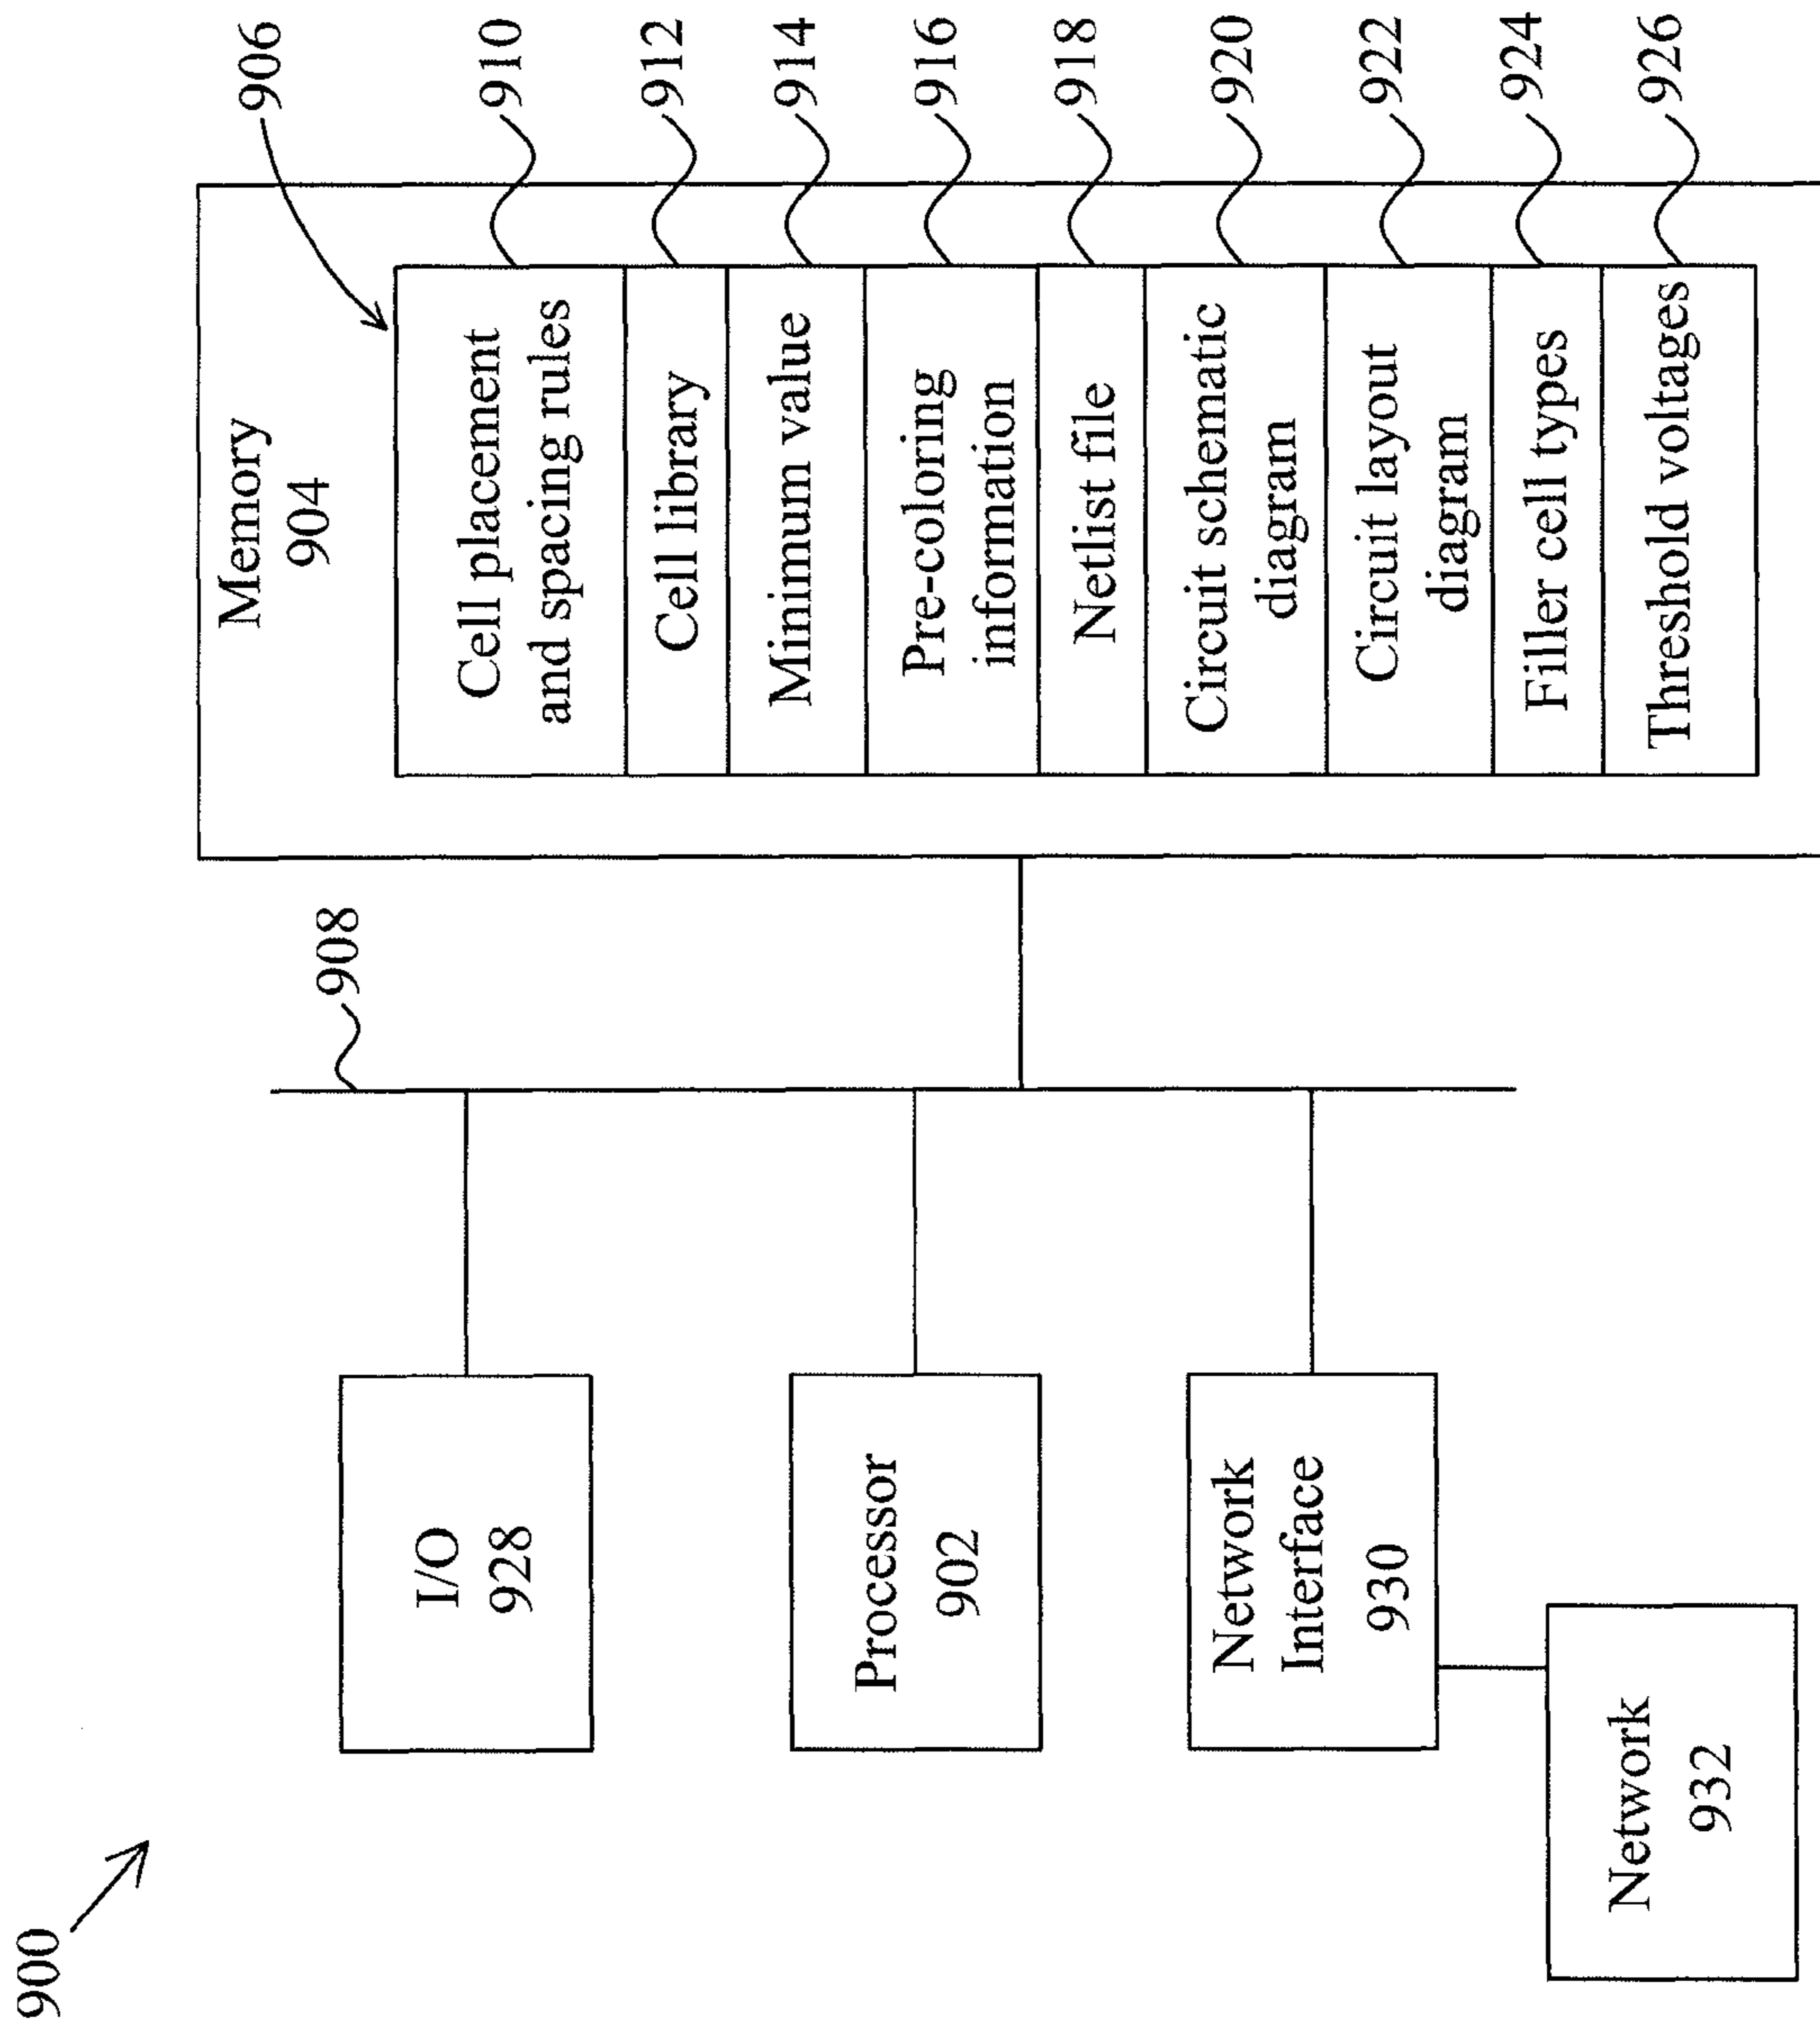 900
Memory
904
906
Cell placement
and spacing rules
910
Cell library
912
Minimum value
914
Pre-coloring
information
916
Netlist file
918
Circuit schematic
diagram
920
Circuit layout
diagram
922
Filler cell types
924
Threshold voltages
926
908
I/O
928
Processor
902
Network
Interface
930
Network
932